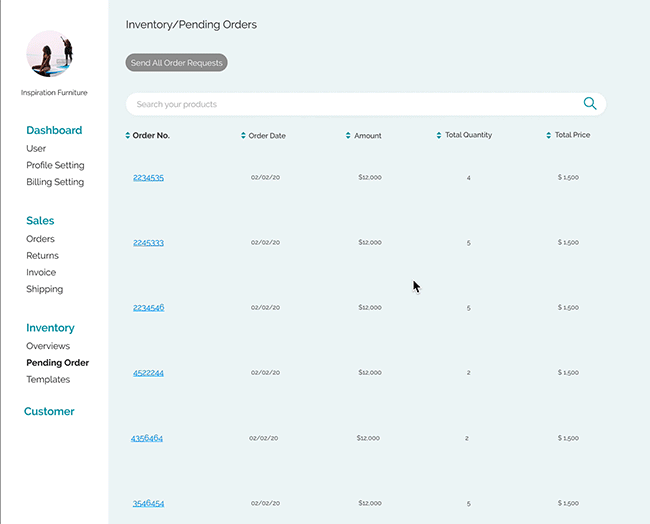 Inventory/Pending Orders
Send All Order Requests
Inspiration Furniture
Search your products
Dashboard
User
Profile Setting
Billing Setting
Sales
Orders
Returns
Invoice
Shipping
Inventory
Overviews
Pending Order
Templates
Customer
Order No. Order Date Amount Total Quantity Total Price
2234535 02/02/20 $12,000 4 $ 1,500
2245333 02/02/20 $12,000 5 $ 1,500
2234546 02/02/20 $12,000 5 $ 1,500
4522244 02/02/20 $12,000 2 $ 1,500
4356464 02/02/20 $12,000 2 $ 1,500
3546454 02/02/20 $12,000 5 $ 1,500